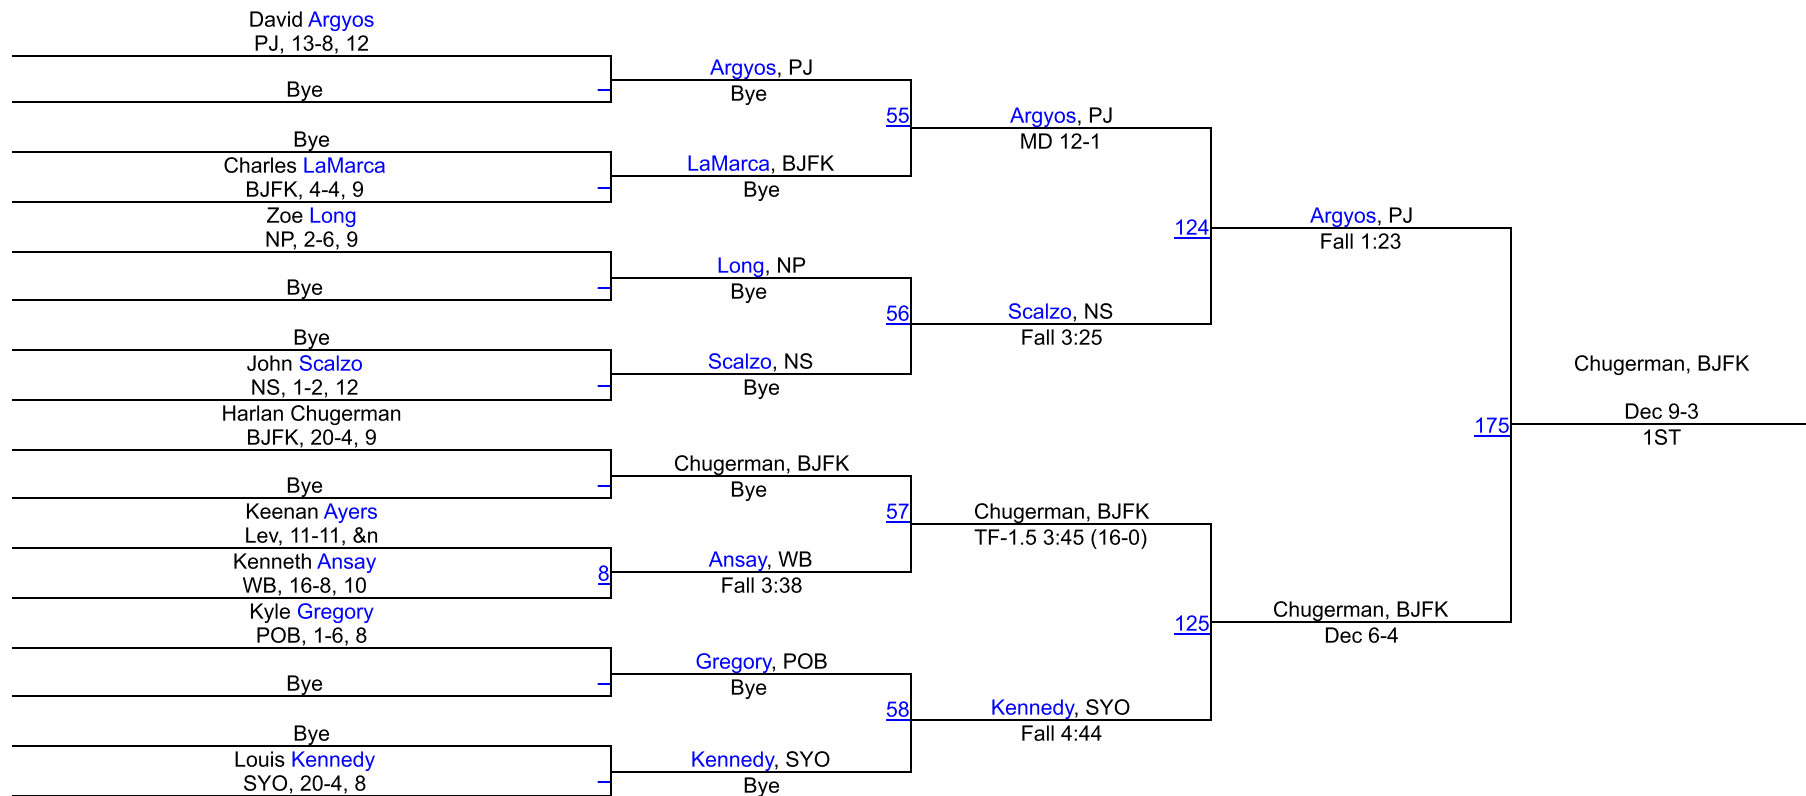 David Argyos
PJ, 13-8, 12
Bye
Bye
Charles LaMarca
BJFK, 4-4, 9
Zoe Long
NP, 2-6, 9
Bye
Bye
John Scalzo
NS, 1-2, 12
Harlan Chugerman
BJFK, 20-4, 9
Bye
Keenan Ayers
Lev, 11-11, &n
Kenneth Ansay
WB, 16-8, 10
8
Kyle Gregory
POB, 1-6, 8
Bye
Bye
Louis Kennedy
SYO, 20-4, 8
Argyos, PJ
Bye
55
LaMarca, BJFK
Bye
Long, NP
Bye
56
Scalzo, NS
Bye
Chugerman, BJFK
Bye
57
Ansay, WB
Fall 3:38
Gregory, POB
Bye
58
Kennedy, SYO
Bye
Argyos, PJ
MD 12-1
124
Scalzo, NS
Fall 3:25
Chugerman, BJFK
TF-1.5 3:45 (16-0)
125
Kennedy, SYO
Fall 4:44
Argyos, PJ
Fall 1:23
175
Chugerman, BJFK
Dec 6-4
Chugerman, BJFK
Dec 9-3
1ST